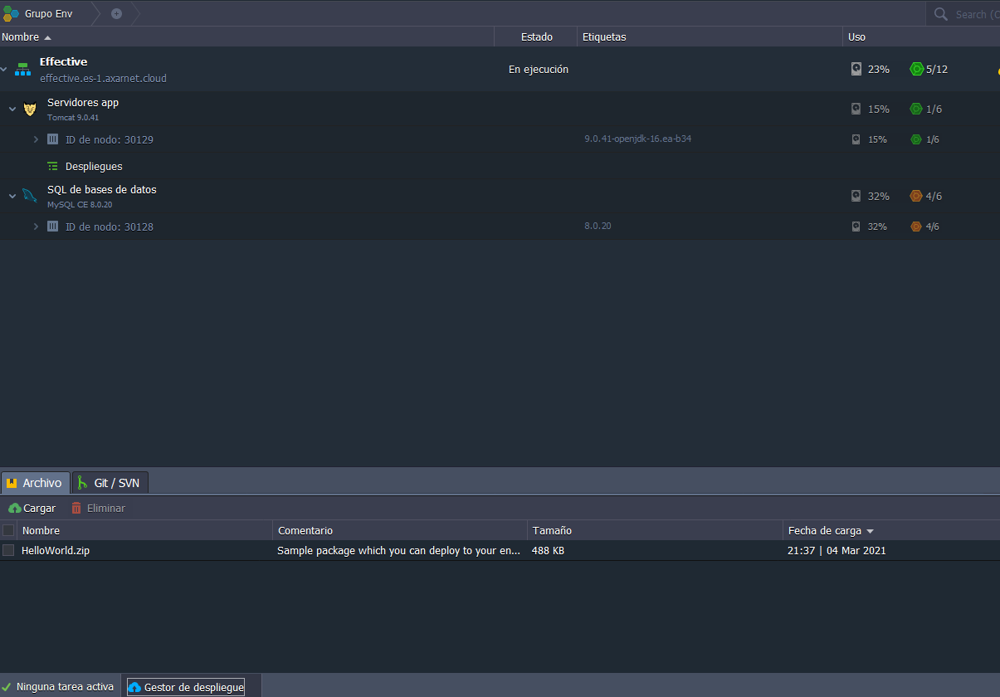 Grupo Env
Search (C
Nombre Estado Etiquetas Uso
Effective
effective.es-1.axarnet.cloud
En ejecución
23% 5/12
Servidores app
Tomcat 9.0.41
15% 1/6
ID de nodo: 30129 9.0.41-openjdk-16.ea-b34 15% 1/6
Despliegues
SQL de bases de datos
MySQL CE 8.0.20
32% 4/6
ID de nodo: 30128 8.0.20 32% 4/6
Archivo Git / SVN
Cargar Eliminar
Nombre Comentario Tamaño Fecha de carga
HelloWorld.zip Sample package which you can deploy to your en... 488 KB 21:37 | 04 Mar 2021
Ninguna tarea activa Gestor de despliegue